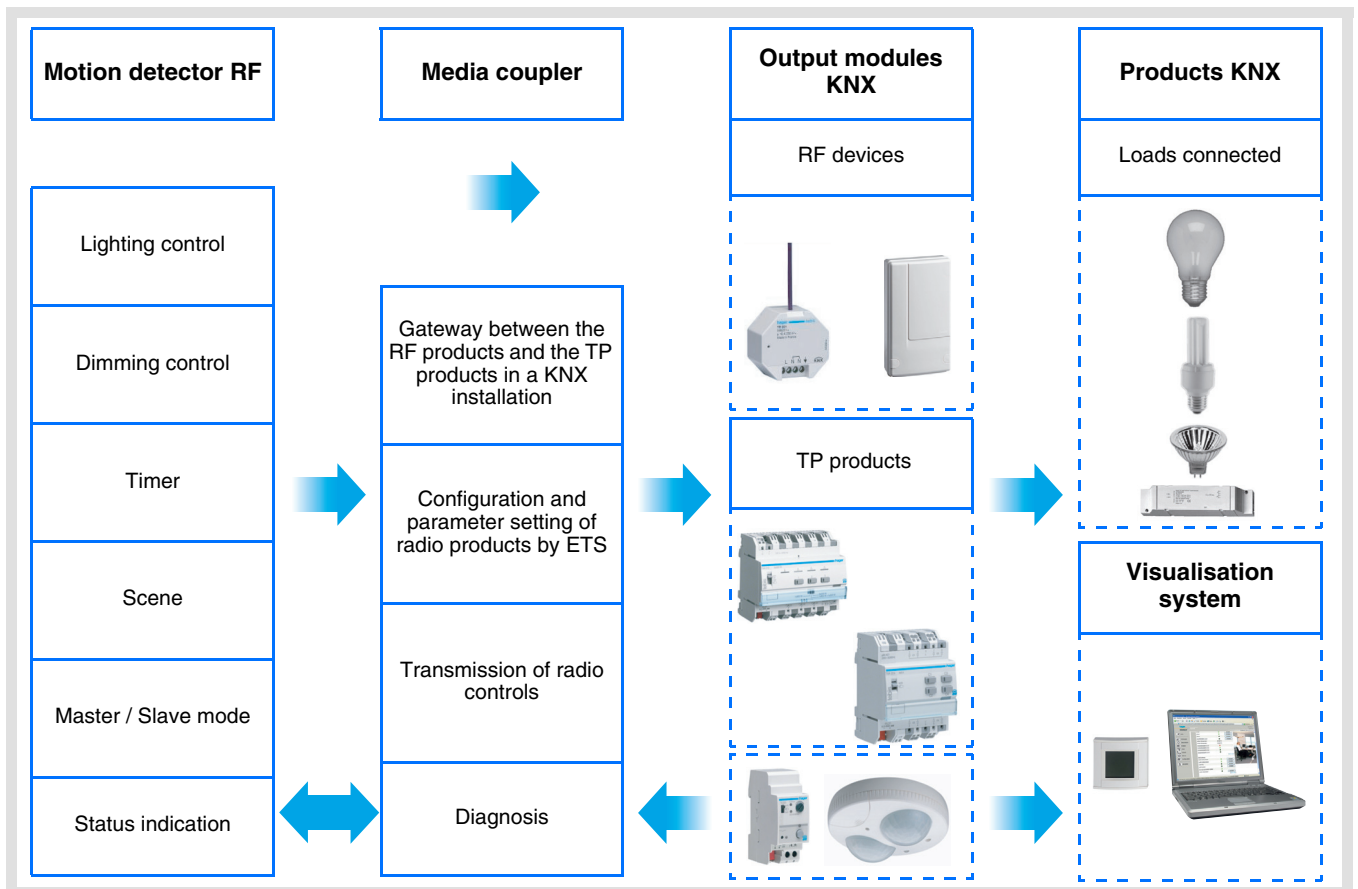 Motion detector RF
Media coupler
Output modules
KNX
Products KNX
RF devices
Loads connected
Lighting control
Dimming control
Timer
Scene
Master / Slave mode
Status indication
Gateway between the
RF products and the TP
products in a KNX
installation
Configuration and
parameter setting of
radio products by ETS
Transmission of radio
controls
Diagnosis
TP products
Visualisation
system